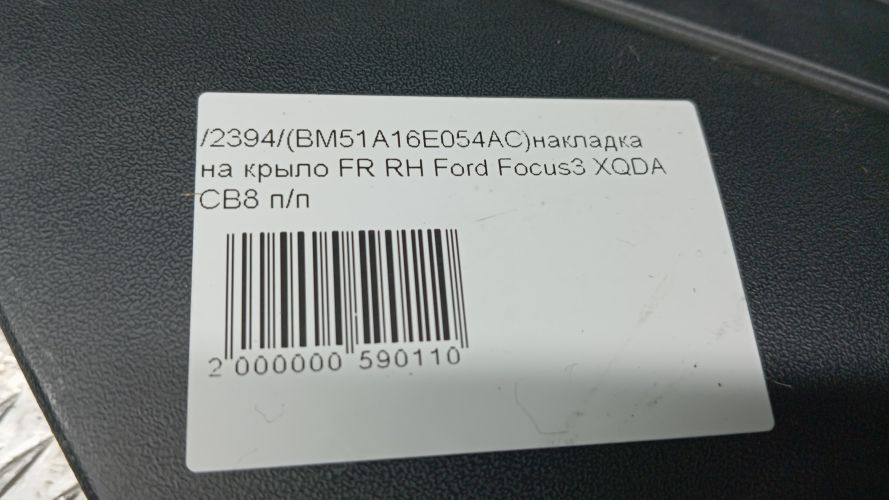 /2394/(BM51A16E054AC)накладка
на крыло FR RH Ford Focus3 XQDA
CB8 п/п
2 000000 590110